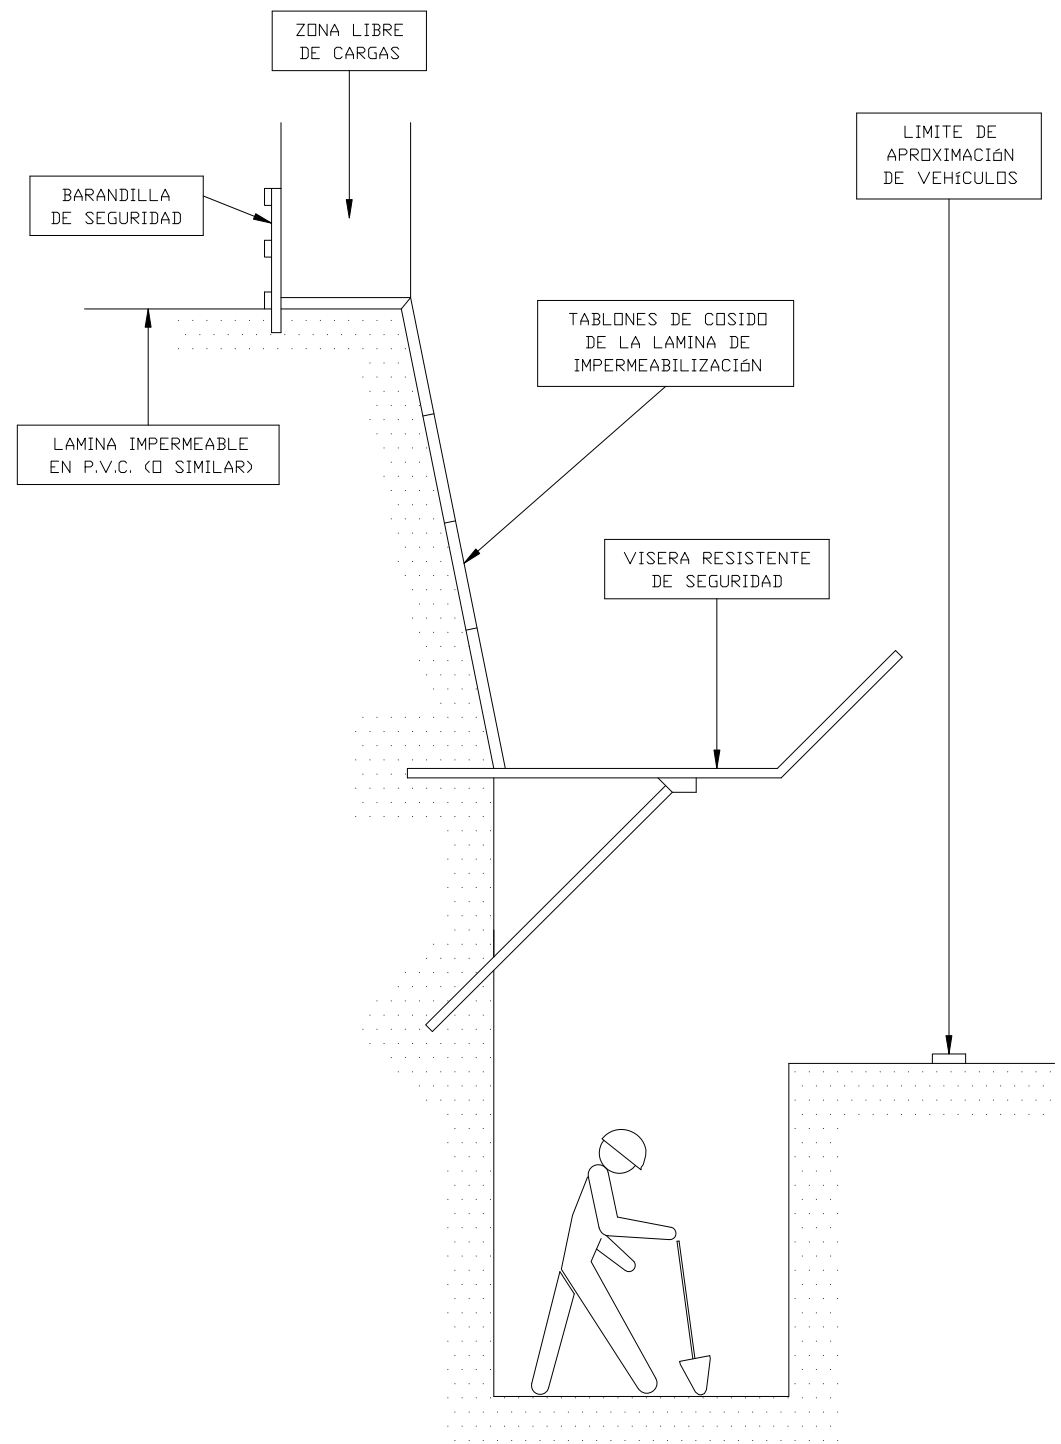 ZONA LIBRE
DE CARGAS
LIMITE DE
APROXIMACIóN
DE VEHíCULOS
BARANDILLA
DE SEGURIDAD
TABLONES DE COSIDO
DE LA LAMINA DE
IMPERMEABILIZACIóN
LAMINA IMPERMEABLE
EN P.V.C. (O SIMILAR)
VISERA RESISTENTE
DE SEGURIDAD